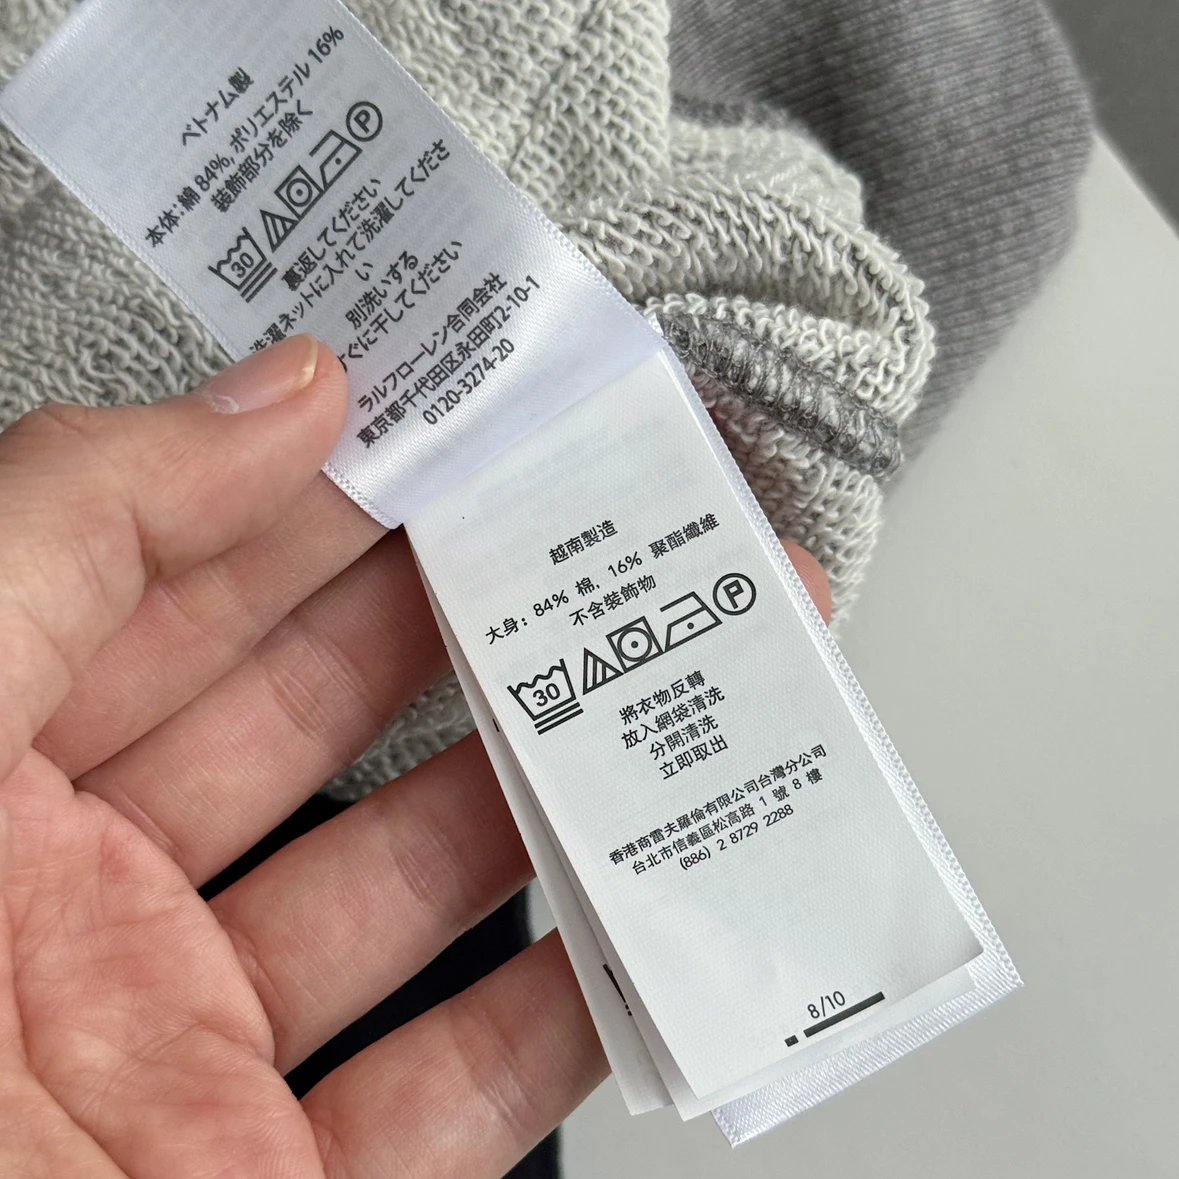 ベトナム製
本体:綿 84%, ポリエステル 16%
装飾部分を除く
30 P
裏返してください
洗濯ネットに入れて洗濯してくださ
い
別洗いする
すぐに干してください
ラルフローレン合同会社
東京都千代田区永田町2-10-1
0120-3274-20
越南製造
大身: 84% 棉, 16% 聚酯纖維
不含裝飾物
30 P
將衣物反轉
放入網袋清洗
分開清洗
立即取出
香港商雷夫羅倫有限公司台灣分公司
台北市信義區松高路 1 號 8 樓
(886) 2 8729 2288
8/10